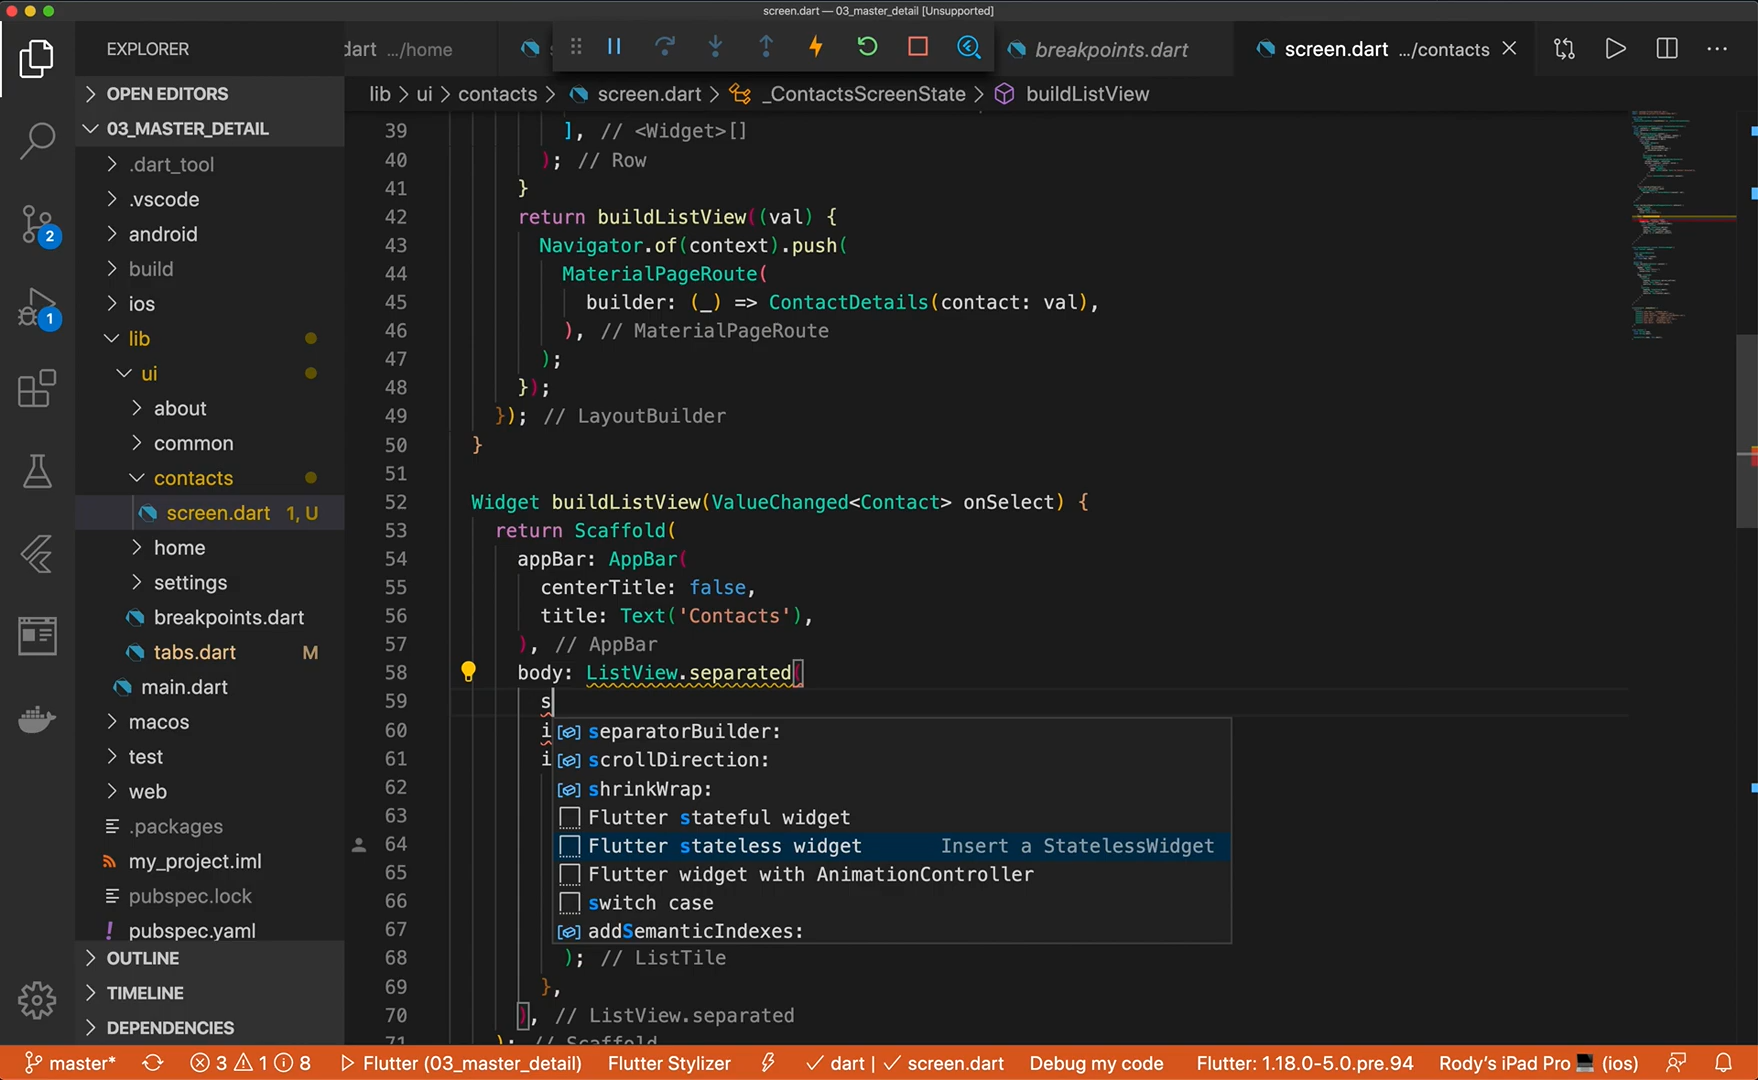 screen.dart — 03_master_detail [Unsupported]
EXPLORER
dart .../home
breakpoints.dart
screen.dart .../contacts
OPEN EDITORS
lib > ui > contacts > screen.dart > _ContactsScreenState > buildListView
03_MASTER_DETAIL
.dart_tool
.vscode
android
build
ios
lib
ui
about
common
contacts
screen.dart 1, U
home
settings
breakpoints.dart
tabs.dart M
main.dart
macos
test
web
.packages
my_project.iml
pubspec.lock
! pubspec.yaml
OUTLINE
TIMELINE
DEPENDENCIES
2
1
39 ], // <Widget>[]
40 ); // Row
41 }
42 return buildListView((val) {
43 Navigator.of(context).push(
44 MaterialPageRoute(
45 builder: (_) => ContactDetails(contact: val),
46 ), // MaterialPageRoute
47 );
48 });
49 }); // LayoutBuilder
50 }
51
52 Widget buildListView(ValueChanged<Contact> onSelect) {
53 return Scaffold(
54 appBar: AppBar(
55 centerTitle: false,
56 title: Text('Contacts'),
57 ), // AppBar
58 body: ListView.separated(
59 s
60 i
61 i
62
63
64
65
66
67
68 ); // ListTile
69 },
70 ), // ListView.separated
71 ); // Scaffold
separatorBuilder:
scrollDirection:
shrinkWrap:
Flutter stateful widget
Flutter stateless widget Insert a StatelessWidget
Flutter widget with AnimationController
switch case
addSemanticIndexes:
master* 3 1 8 Flutter (03_master_detail) Flutter Stylizer dart | screen.dart Debug my code Flutter: 1.18.0-5.0.pre.94 Rody's iPad Pro (ios)